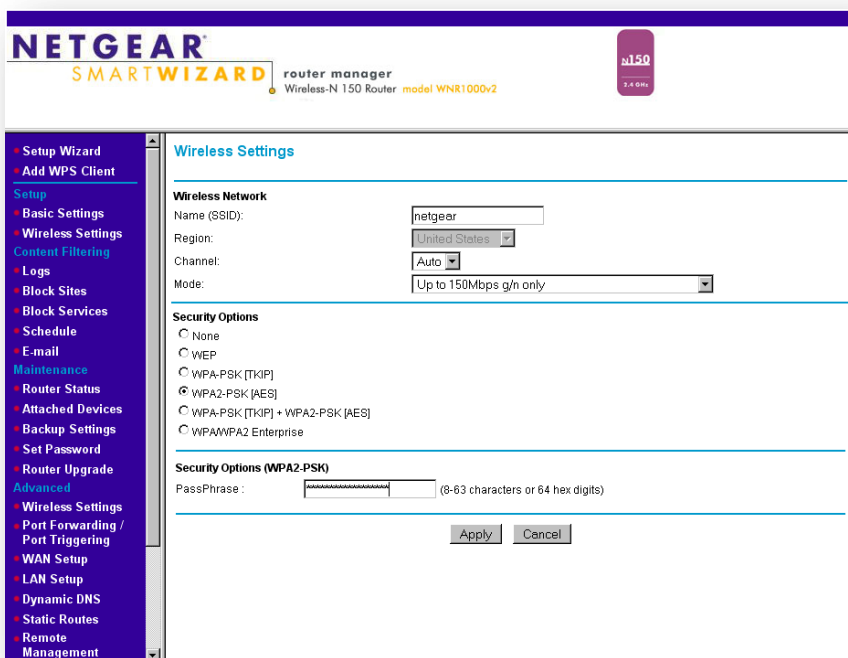 NETGEAR
SMARTWIZARD
router manager
Wireless-N 150 Router model WNR1000v2
N150
2.4 GHz
Setup Wizard
Add WPS Client
Setup
Basic Settings
Wireless Settings
Content Filtering
Logs
Block Sites
Block Services
Schedule
E-mail
Maintenance
Router Status
Attached Devices
Backup Settings
Set Password
Router Upgrade
Advanced
Wireless Settings
Port Forwarding /
Port Triggering
WAN Setup
LAN Setup
Dynamic DNS
Static Routes
Remote
Management
Wireless Settings
Wireless Network
Name (SSID): netgear
Region: United States
Channel: Auto
Mode: Up to 150Mbps g/n only
Security Options
None
WEP
WPA-PSK [TKIP]
WPA2-PSK [AES]
WPA-PSK [TKIP] + WPA2-PSK [AES]
WPA/WPA2 Enterprise
Security Options (WPA2-PSK)
PassPhrase : (8-63 characters or 64 hex digits)
Apply Cancel